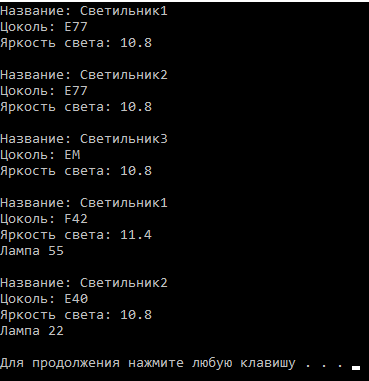 Название: Светильник1
Цоколь: E77
Яркость света: 10.8
Название: Светильник2
Цоколь: E77
Яркость света: 10.8
Название: Светильник3
Цоколь: EM
Яркость света: 10.8
Название: Светильник1
Цоколь: F42
Яркость света: 11.4
Лампа 55
Название: Светильник2
Цоколь: E40
Яркость света: 10.8
Лампа 22
Для продолжения нажмите любую клавишу . . .